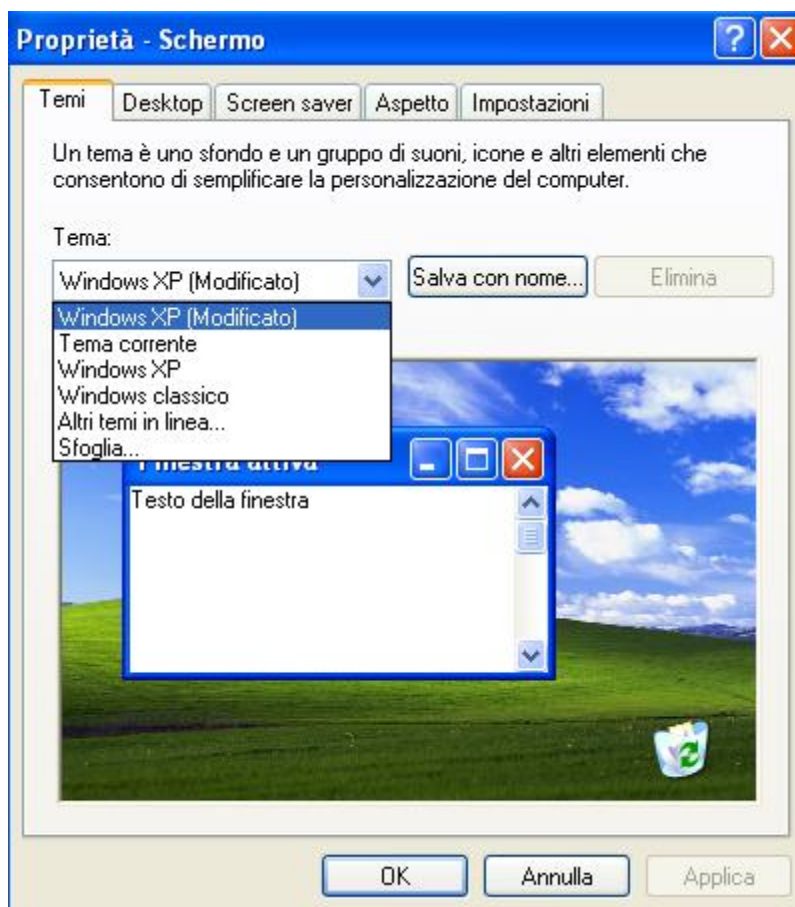 Proprietà - Schermo
Temi Desktop Screen saver Aspetto Impostazioni
Un tema è uno sfondo e un gruppo di suoni, icone e altri elementi che
consentono di semplificare la personalizzazione del computer.
Tema:
Windows XP (Modificato) Salva con nome... Elimina
Windows XP (Modificato)
Tema corrente
Windows XP
Windows classico
Altri temi in linea...
Sfoglia...
Finestra attiva
Testo della finestra
OK Annulla Applica